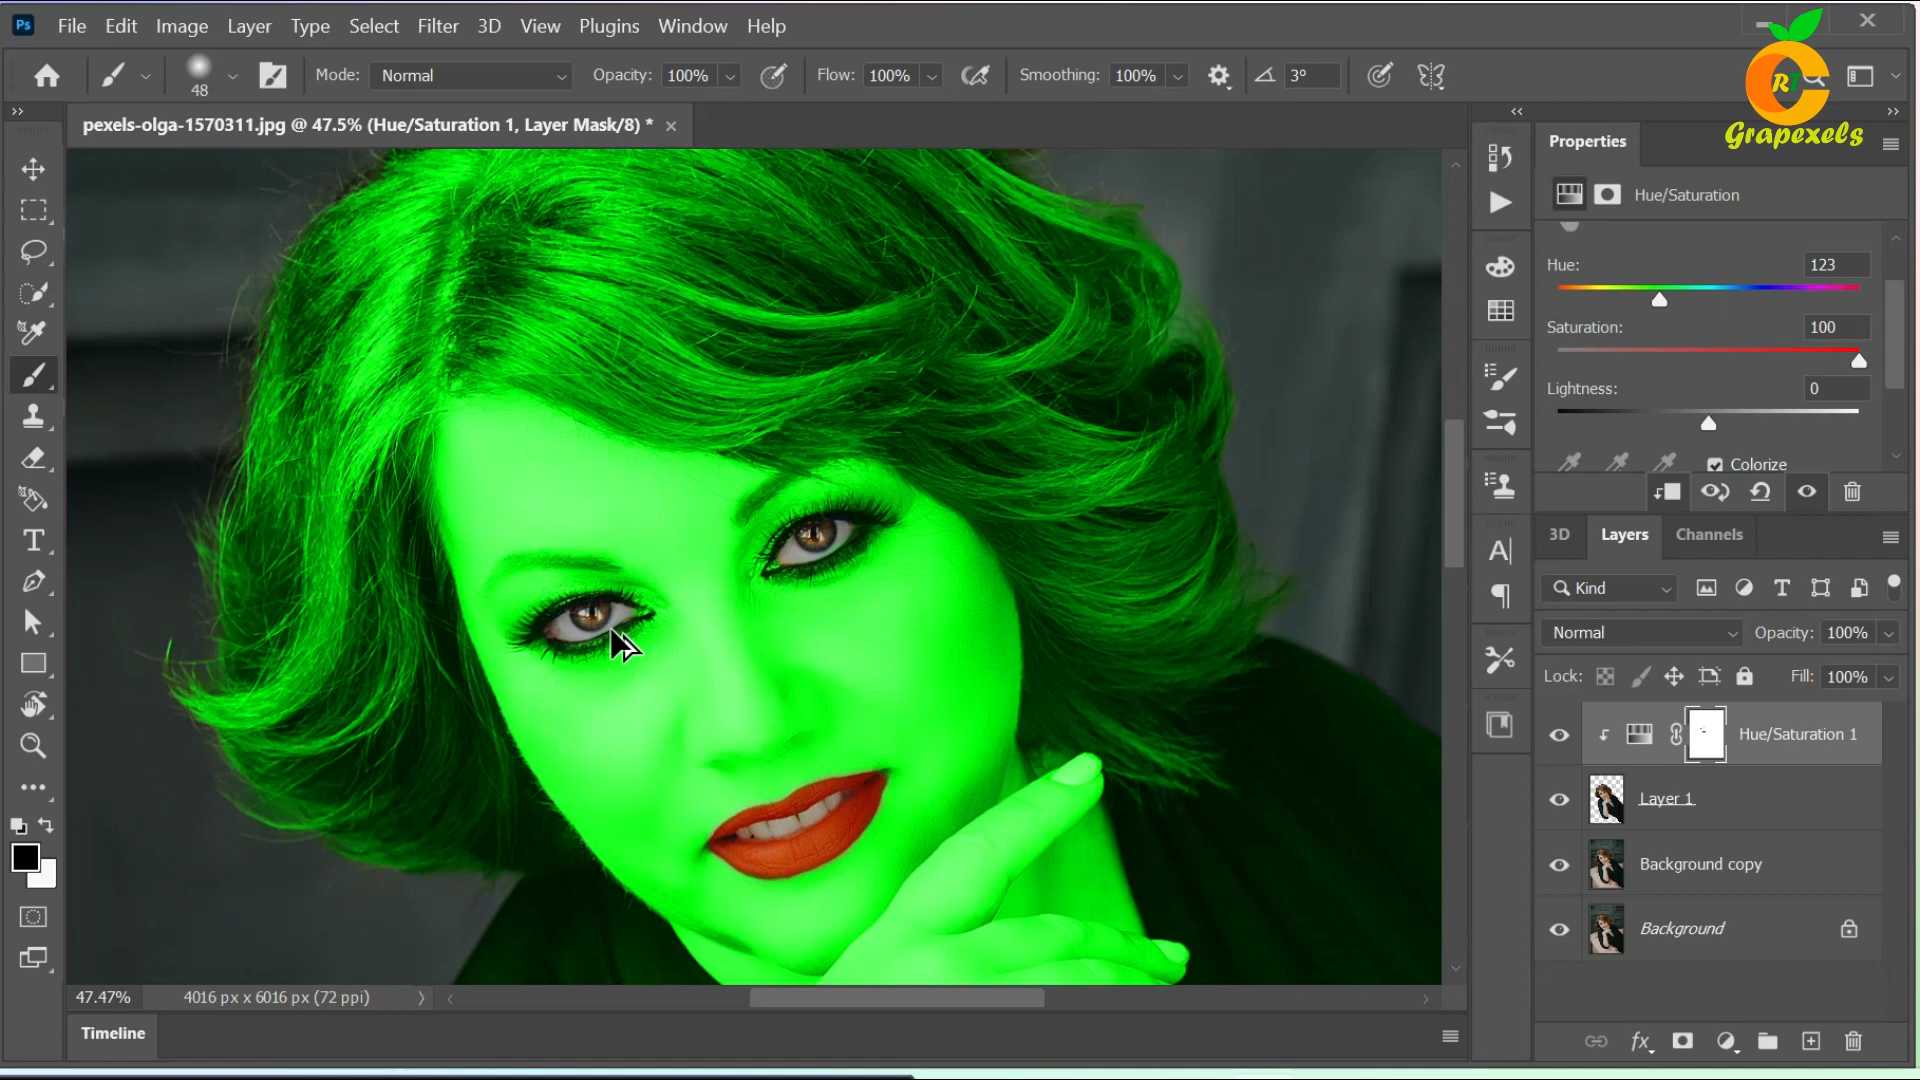 Ps File Edit Image Layer Type Select Filter 3D View Plugins Window Help
48 Mode: Normal Opacity: 100% Flow: 100% Smoothing: 100% 3°
RT
Grapexels
pexels-olga-1570311.jpg @ 47.5% (Hue/Saturation 1, Layer Mask/8) *
Properties
Hue/Saturation
Hue: 123
Saturation: 100
Lightness: 0
Colorize
3D Layers Channels
Kind
Normal Opacity: 100%
Lock: Fill: 100%
Hue/Saturation 1
Layer 1
Background copy
Background
47.47% 4016 px x 6016 px (72 ppi)
Timeline